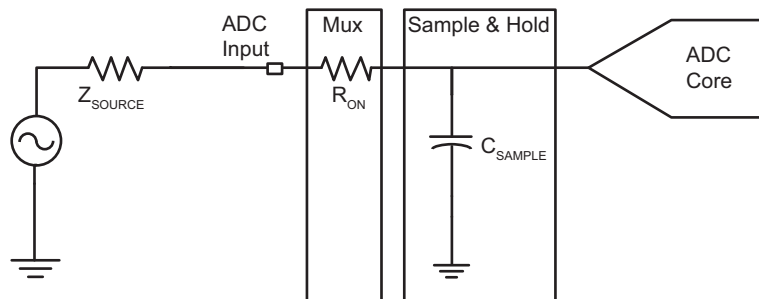 ADC
Input
Mux
Sample & Hold
ADC
Core
Z_SOURCE
R_ON
C_SAMPLE